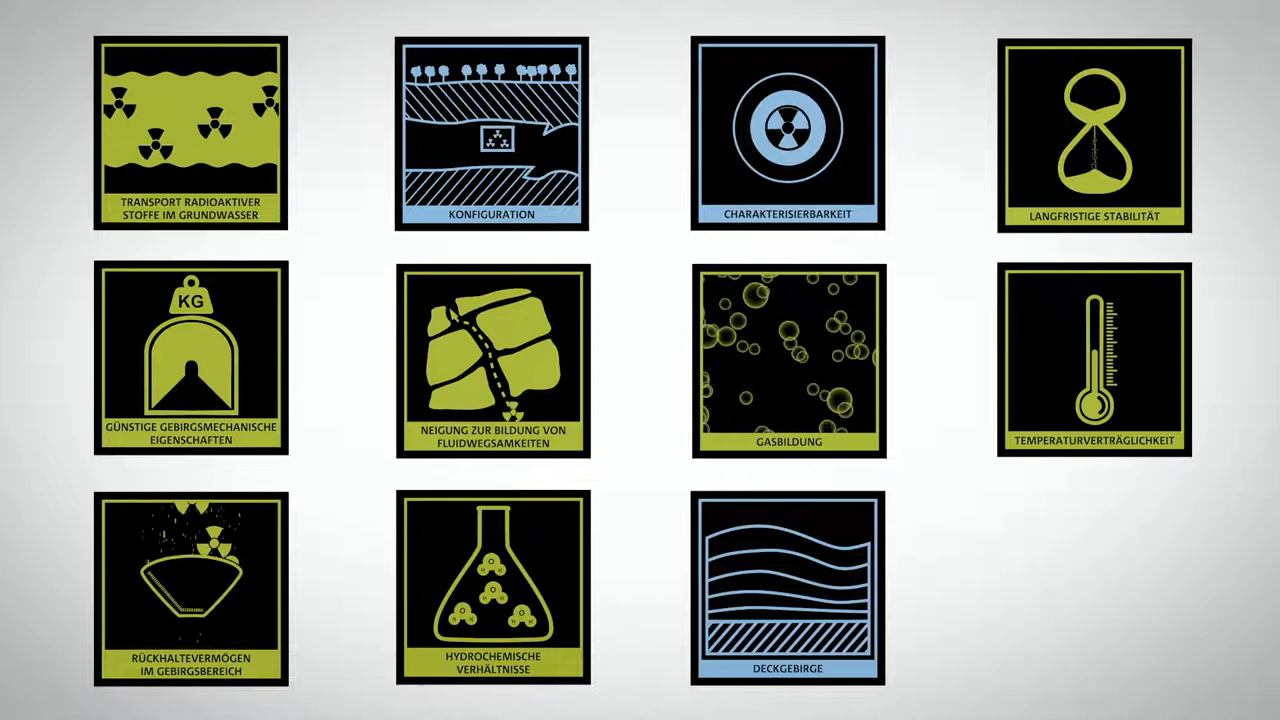 TRANSPORT RADIOAKTIVER
STOFFE IM GRUNDWASSER
KONFIGURATION
CHARAKTERISIERBARKEIT
LANGFRISTIGE STABILITÄT
KG
GÜNSTIGE GEBIRGSMECHANISCHE
EIGENSCHAFTEN
NEIGUNG ZUR BILDUNG VON
FLUIDWEGSAMKEITEN
GASBILDUNG
TEMPERATURVERTRÄGLICHKEIT
RÜCKHALTEVERMÖGEN
IM GEBIRGSBEREICH
O
H H
O
H H
O
H H
O
H H
HYDROCHEMISCHE
VERHÄLTNISSE
DECKGEBIRGE